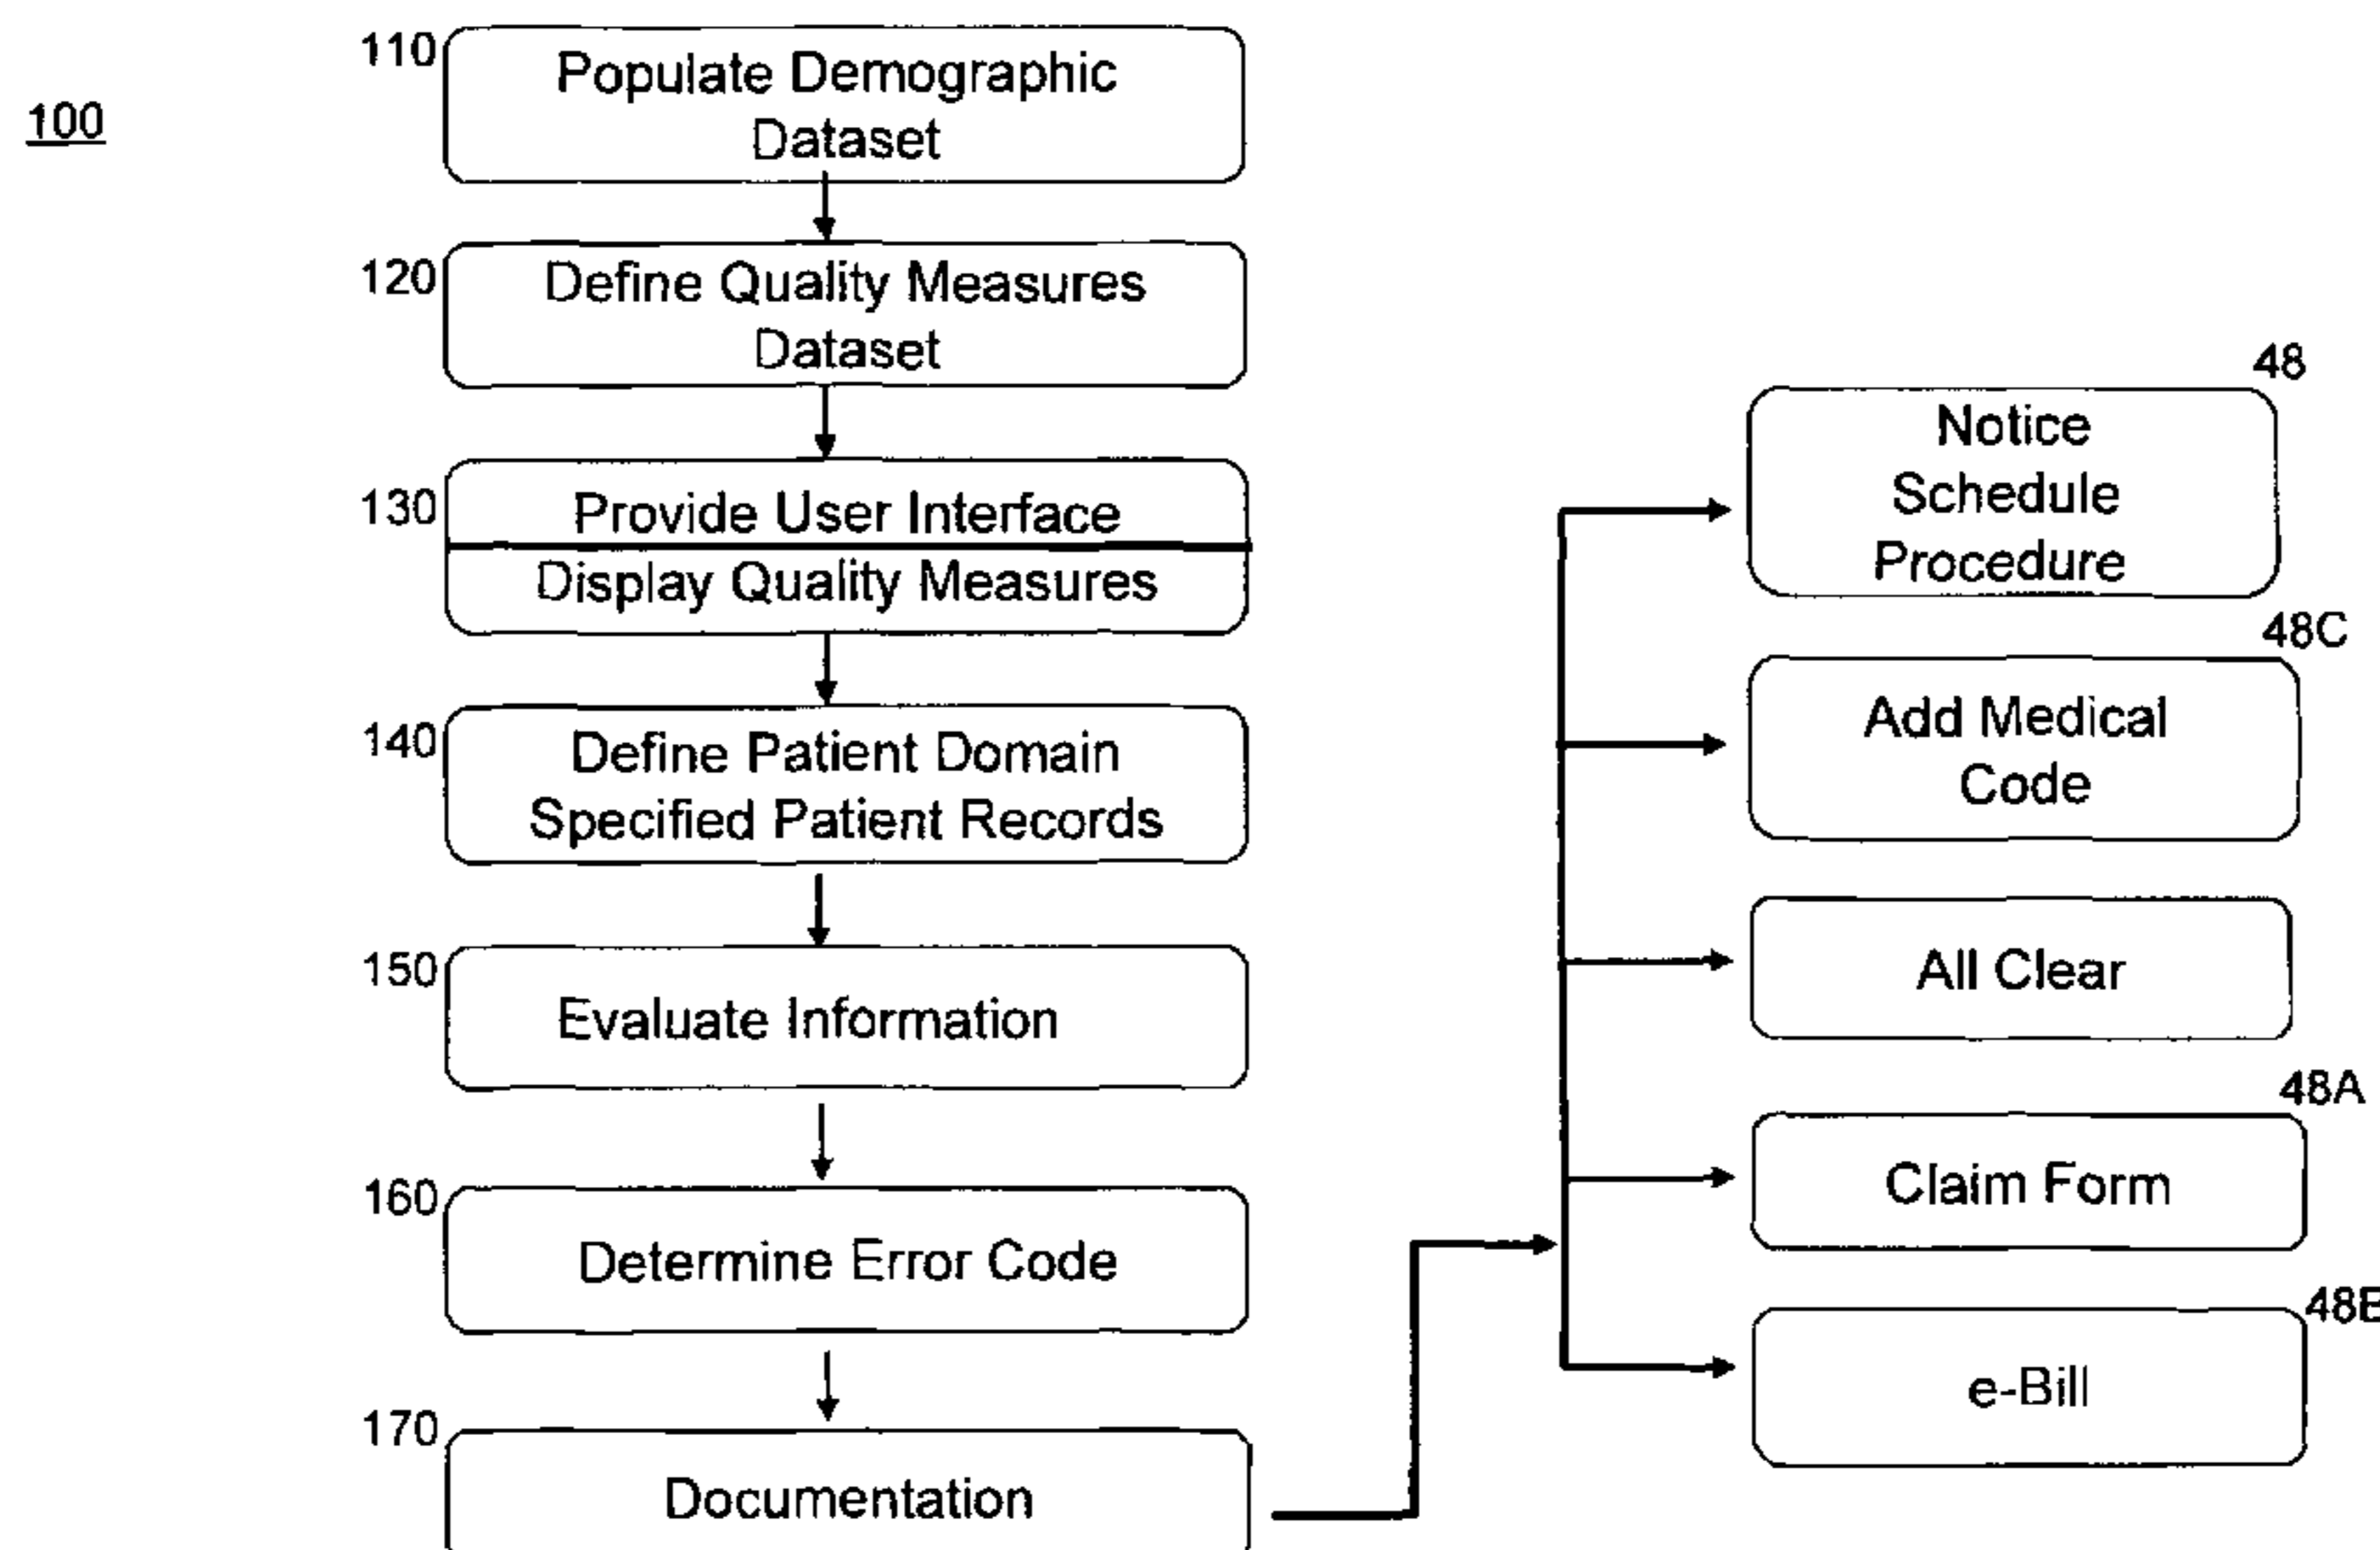 100
110
Populate Demographic
Dataset
120
Define Quality Measures
Dataset
130
Provide User Interface
Display Quality Measures
140
Define Patient Domain
Specified Patient Records
150
Evaluate Information
160
Determine Error Code
170
Documentation
48
Notice
Schedule
Procedure
48C
Add Medical
Code
All Clear
48A
Claim Form
48B
e-Bill